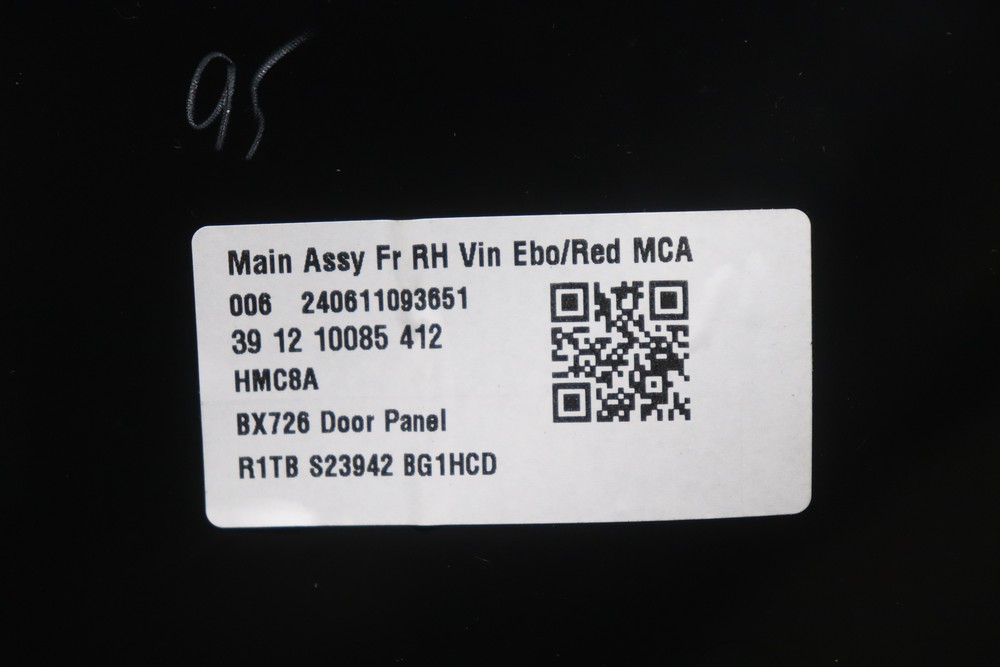 95
Main Assy Fr RH Vin Ebo/Red MCA
006 240611093651
39 12 10085 412
HMC8A
BX726 Door Panel
R1TB S23942 BG1HCD